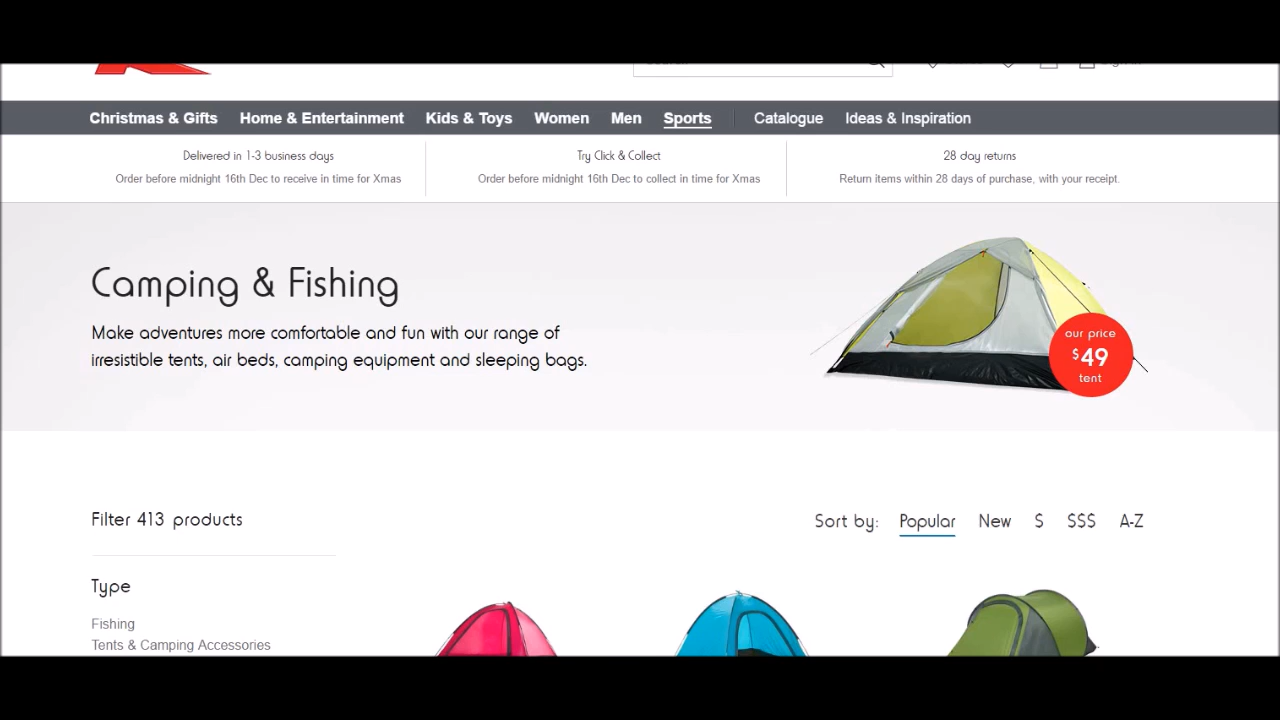 Christmas & Gifts Home & Entertainment Kids & Toys Women Men Sports Catalogue Ideas & Inspiration
Delivered in 1-3 business days
Order before midnight 16th Dec to receive in time for Xmas
Try Click & Collect
Order before midnight 16th Dec to collect in time for Xmas
28 day returns
Return items within 28 days of purchase, with your receipt.
Camping & Fishing
Make adventures more comfortable and fun with our range of
irresistible tents, air beds, camping equipment and sleeping bags.
our price
$49
tent
Filter 413 products
Sort by: Popular New $ $$$ A-Z
Type
Fishing
Tents & Camping Accessories